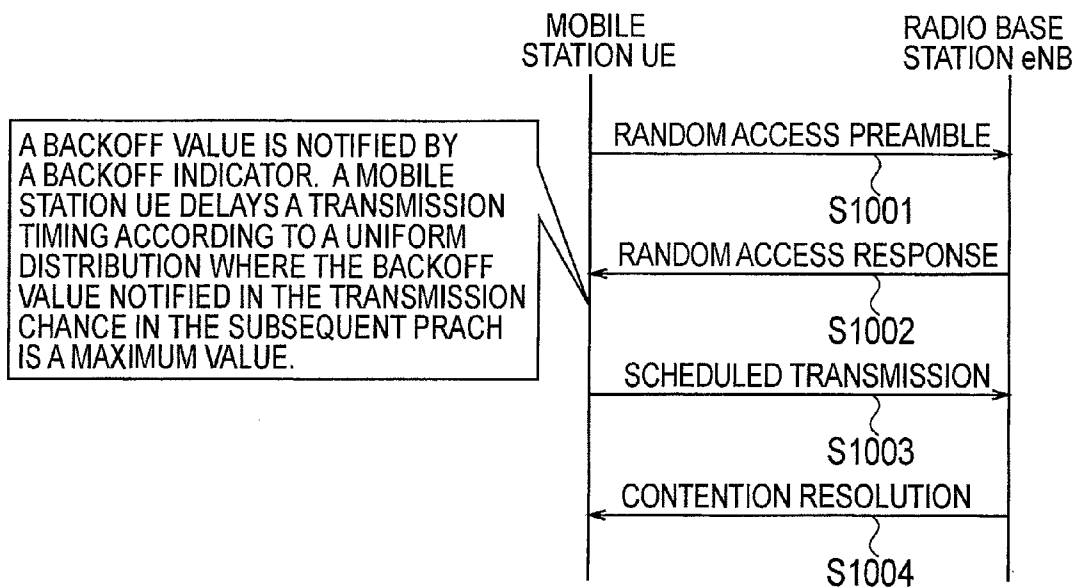 MOBILE
STATION UE
RADIO BASE
STATION eNB
RANDOM ACCESS PREAMBLE
S1001
A BACKOFF VALUE IS NOTIFIED BY
A BACKOFF INDICATOR. A MOBILE
STATION UE DELAYS A TRANSMISSION
TIMING ACCORDING TO A UNIFORM
DISTRIBUTION WHERE THE BACKOFF
VALUE NOTIFIED IN THE TRANSMISSION
CHANCE IN THE SUBSEQUENT PRACH
IS A MAXIMUM VALUE.
RANDOM ACCESS RESPONSE
S1002
SCHEDULED TRANSMISSION
S1003
CONTENTION RESOLUTION
S1004